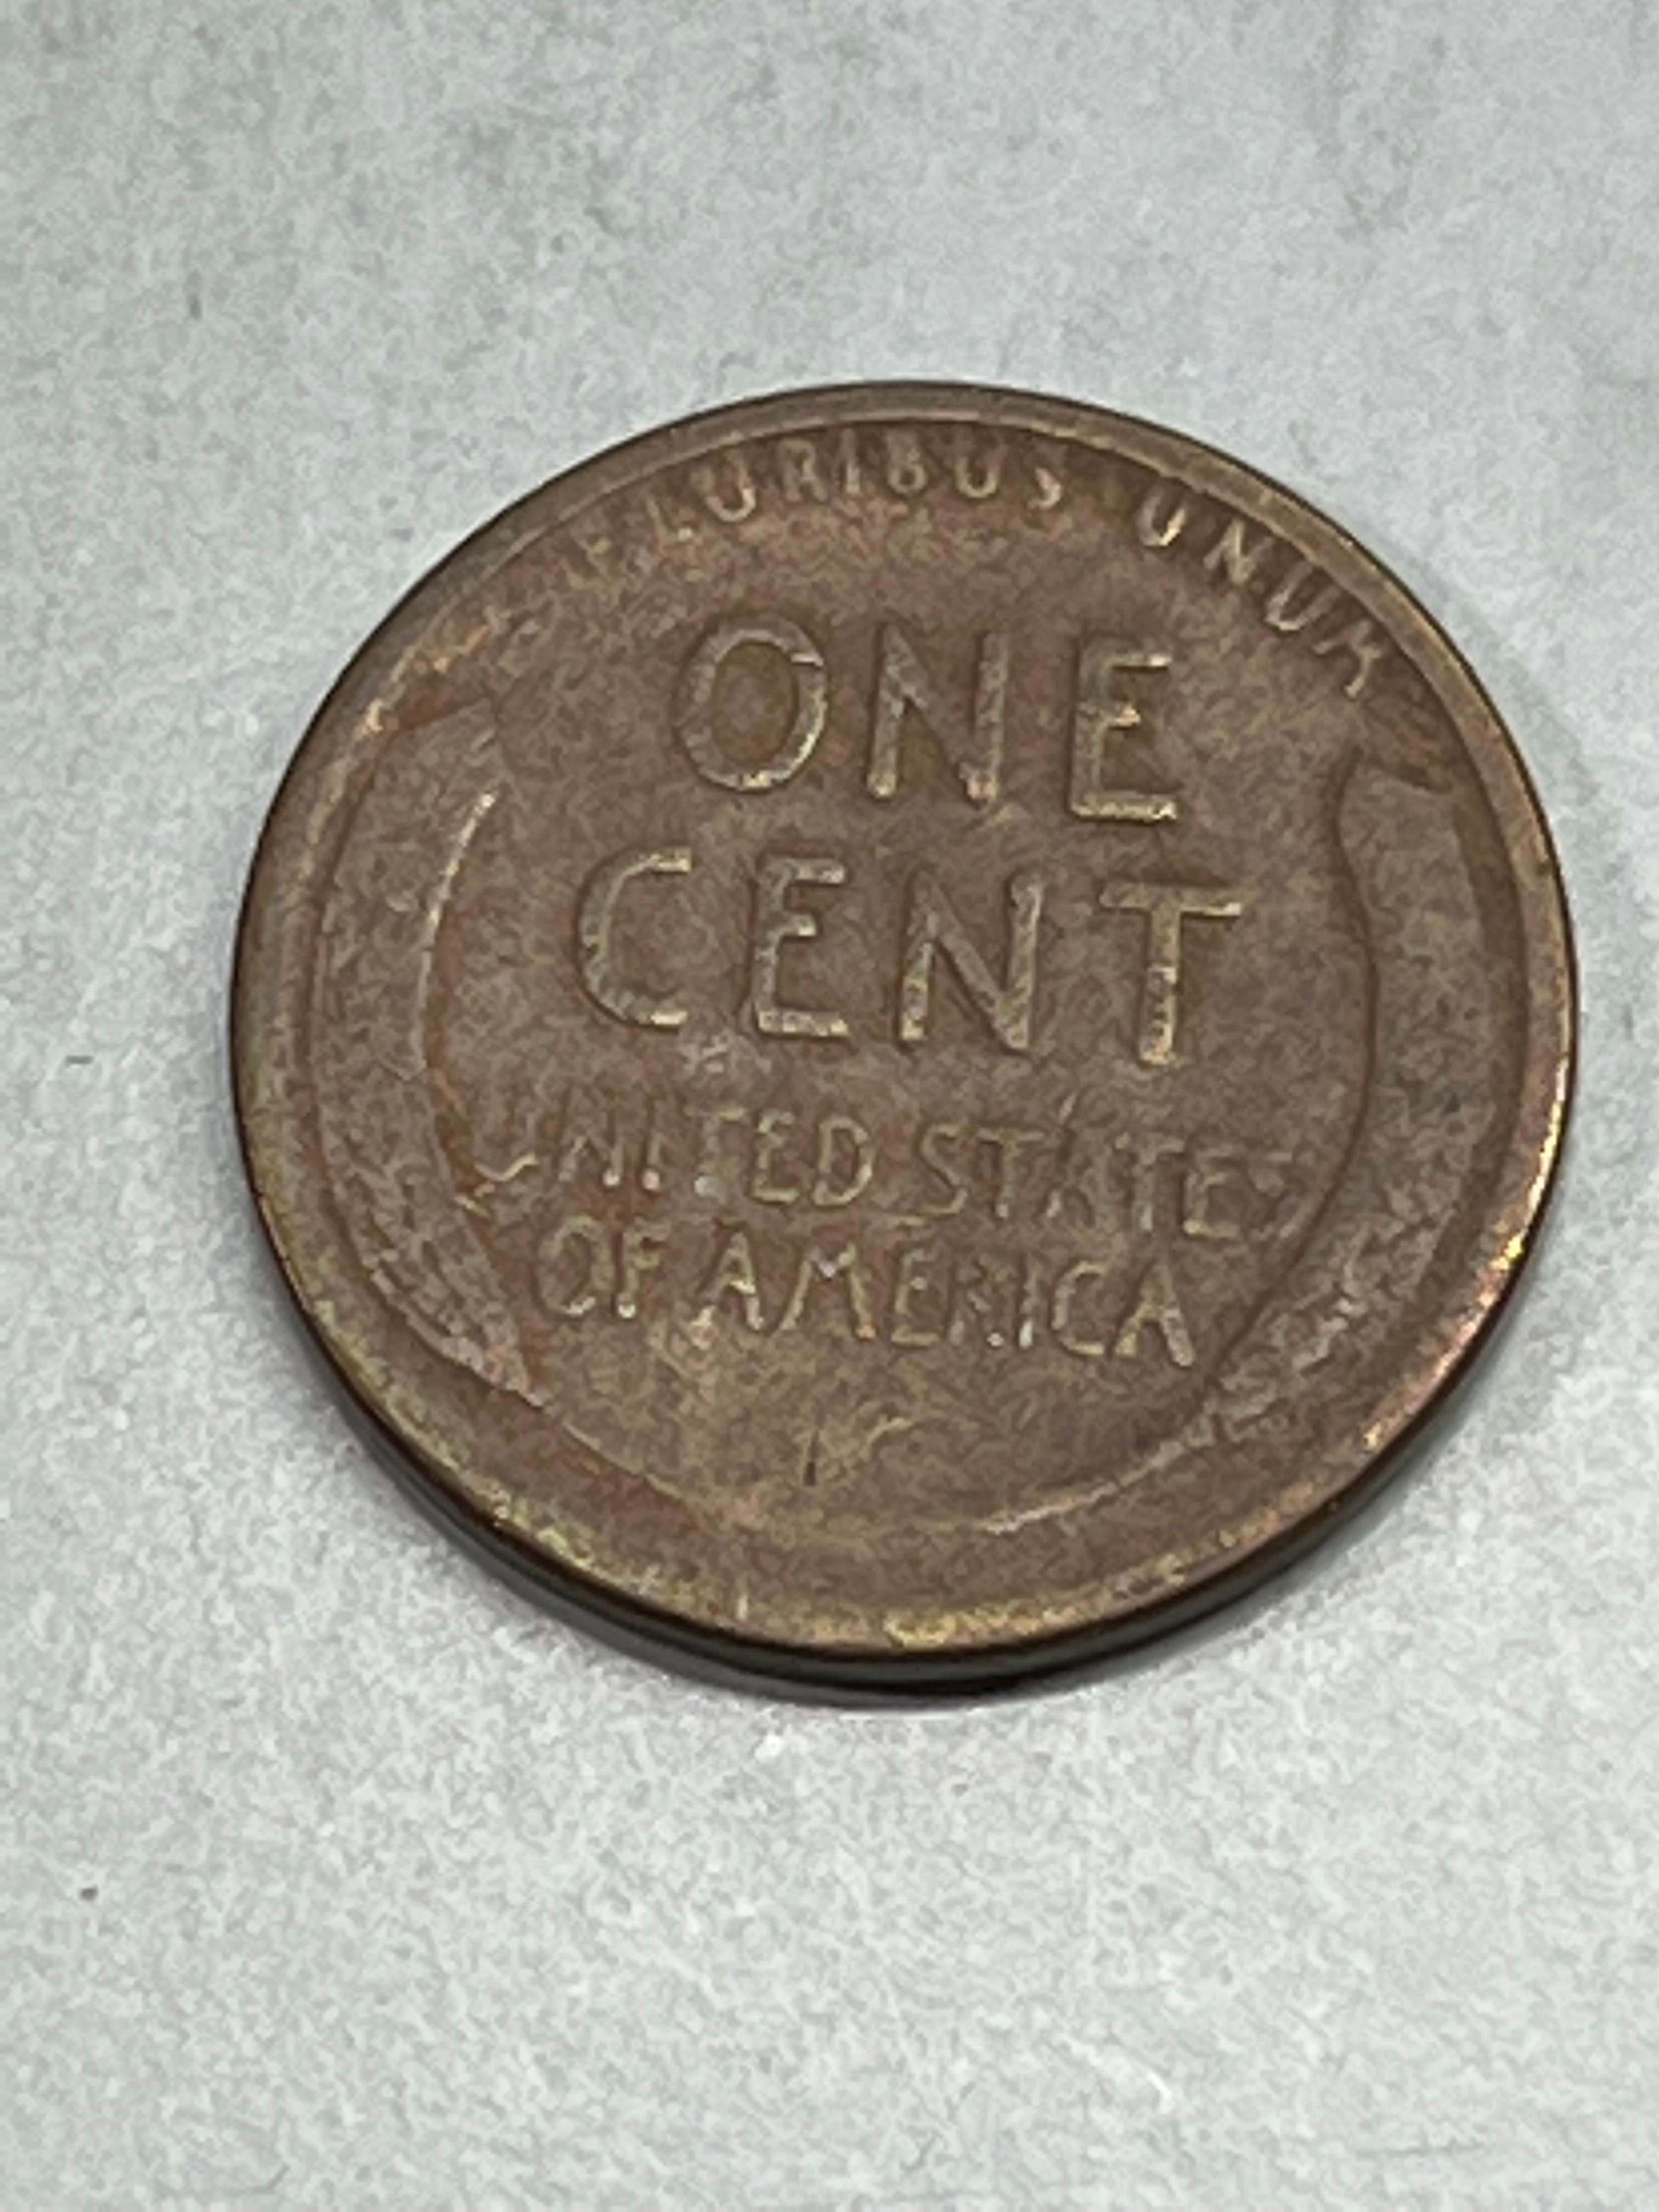 PLURIBUS UNUM
ONE
CENT
UNITED STATES
OF AMERICA